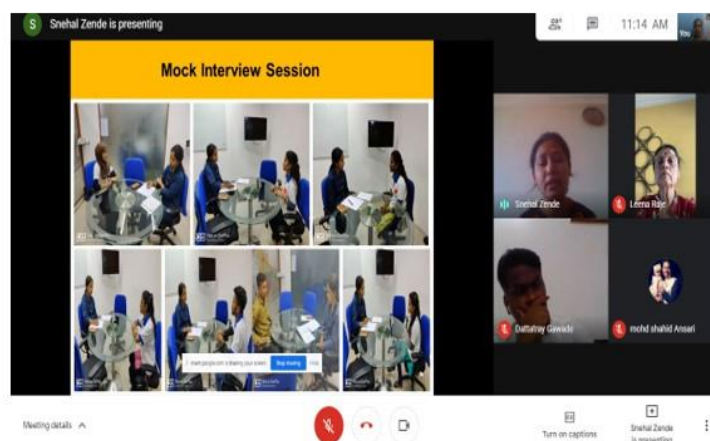 S Snehal Zende is presenting
11:14 AM
You
Mock Interview Session
Snehal Zende
Leena Raje
Dattatray Gawade
mohd shahid Ansari
meet.google.com is sharing your screen.
Stop sharing
Hide
Meeting details
Turn on captions
Snehal Zende
is presenting